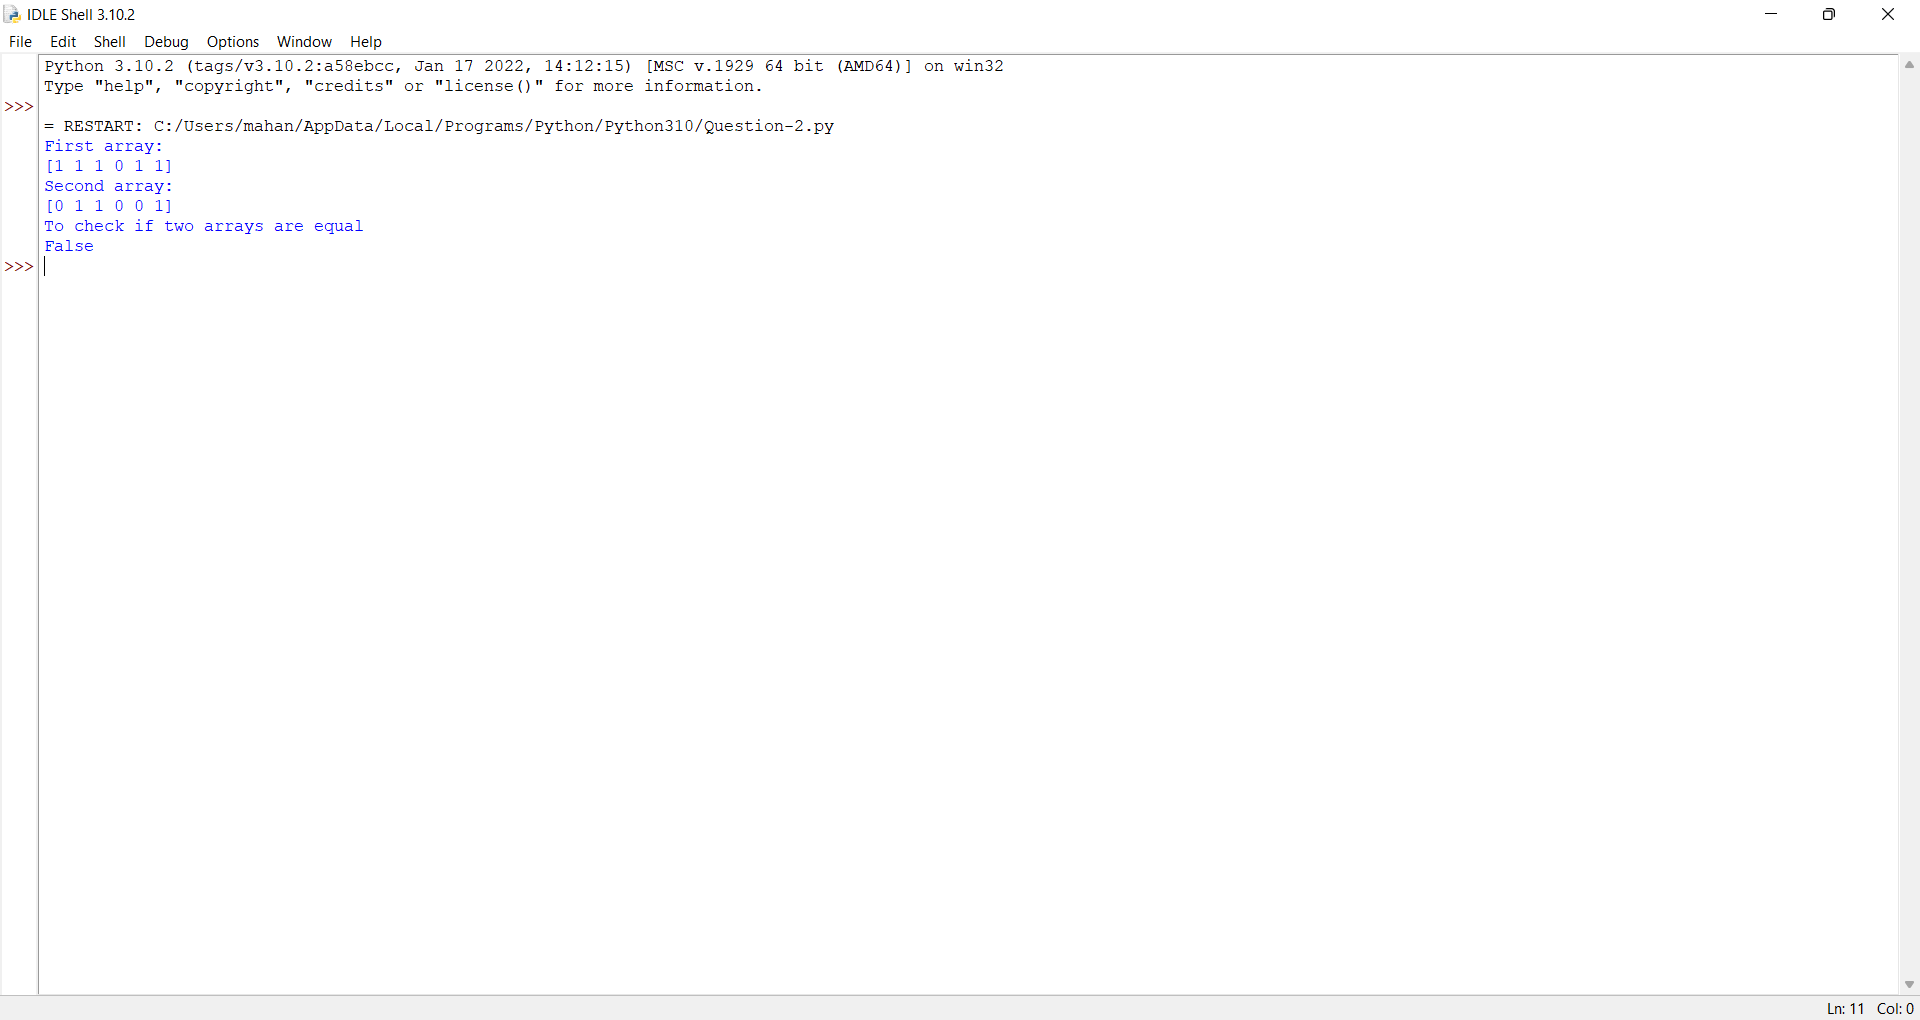 IDLE Shell 3.10.2
File Edit Shell Debug Options Window Help
Python 3.10.2 (tags/v3.10.2:a58ebcc, Jan 17 2022, 14:12:15) [MSC v.1929 64 bit (AMD64)] on win32
Type "help", "copyright", "credits" or "license()" for more information.
>>>
= RESTART: C:/Users/mahan/AppData/Local/Programs/Python/Python310/Question-2.py
First array:
[1 1 1 0 1 1]
Second array:
[0 1 1 0 0 1]
To check if two arrays are equal
False
>>>
Ln: 11 Col: 0